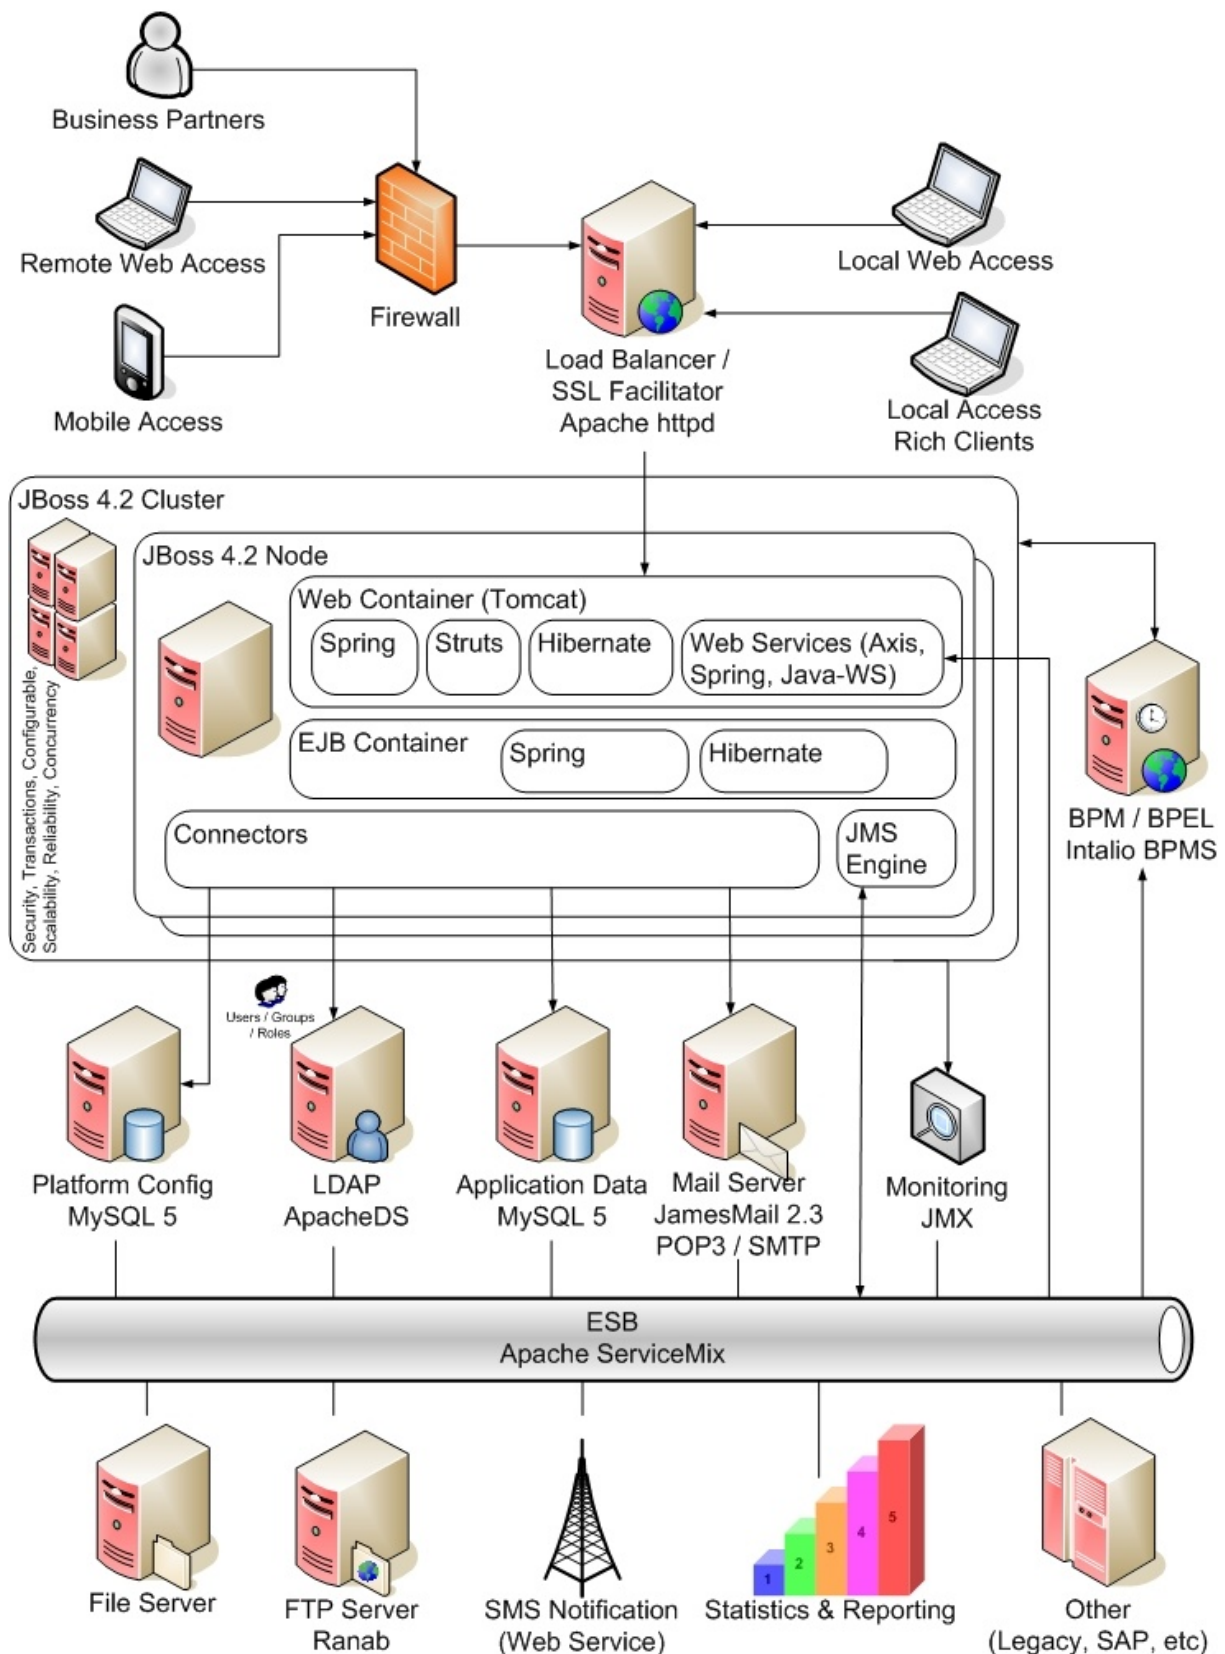 Business Partners
Remote Web Access
Firewall
Local Web Access
Load Balancer /
SSL Facilitator
Apache httpd
Mobile Access
Local Access
Rich Clients
JBoss 4.2 Cluster
JBoss 4.2 Node
Web Container (Tomcat)
Spring
Struts
Hibernate
Web Services (Axis,
Spring, Java-WS)
EJB Container
Spring
Hibernate
Connectors
JMS
Engine
Security, Transactions, Configurable,
Scalability, Reliability, Concurrency
BPM / BPEL
Intalio BPMS
Users / Groups
/ Roles
Platform Config
MySQL 5
LDAP
ApacheDS
Application Data
MySQL 5
Mail Server
JamesMail 2.3
POP3 / SMTP
Monitoring
JMX
ESB
Apache ServiceMix
File Server
FTP Server
Ranab
SMS Notification
(Web Service)
1
2
3
4
5
Statistics & Reporting
Other
(Legacy, SAP, etc)